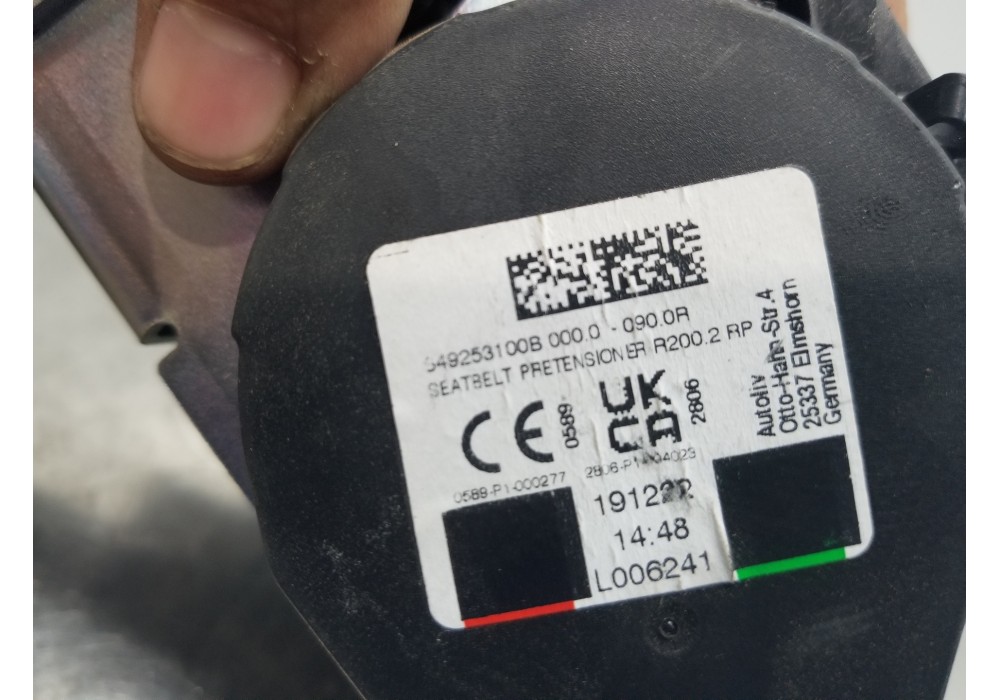 649253100B 000.0 - 090.0R
SEATBELT PRETENSIONER R200.2 RP
CE
0589
UK
CA
2806
0589-P1-000277
2806-P1-004023
14:48
L006241
Autoliv
Otto-Hahn-Str.4
25337 Elmshorn
Germany